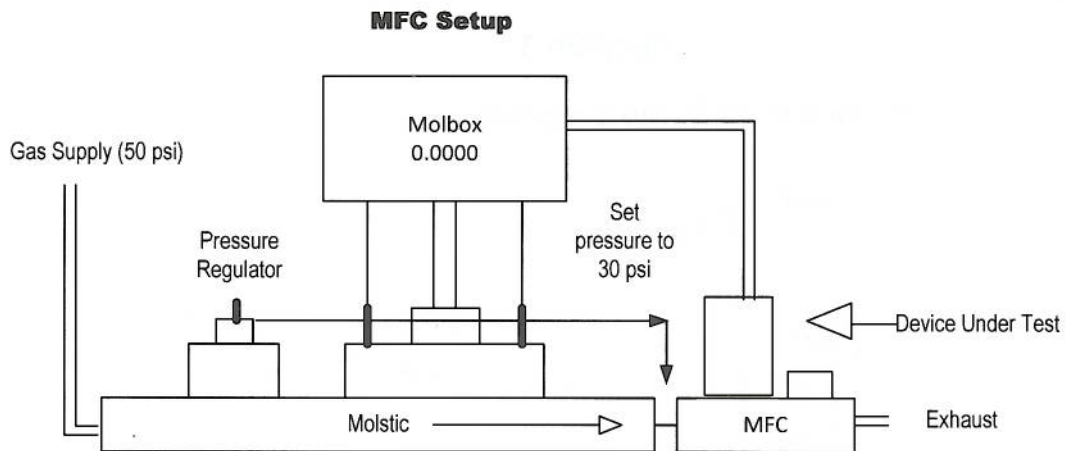 MFC Setup
Molbox
0.0000
Gas Supply (50 psi)
Set
pressure to
30 psi
Pressure
Regulator
Device Under Test
Molstic
MFC
Exhaust